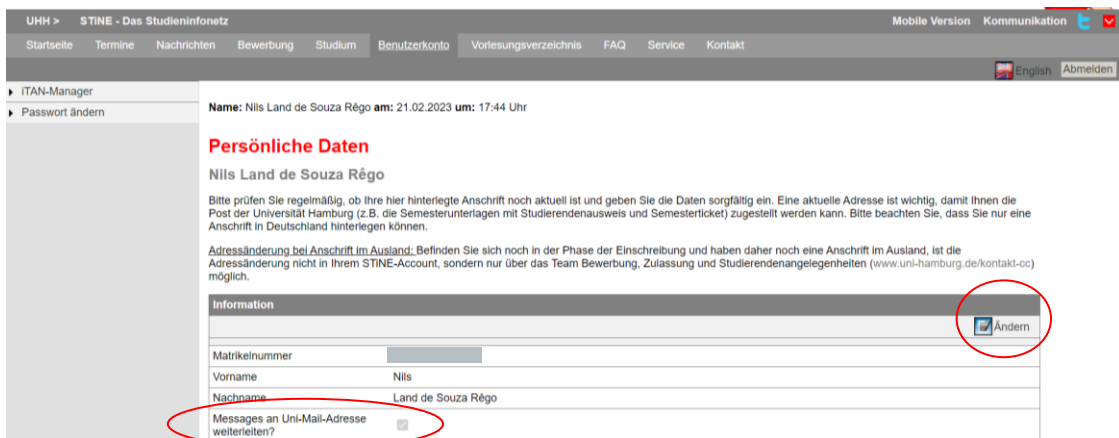 UHH > STiNE - Das Studieninfonetz Mobile Version Kommunikation
Startseite Termine Nachrichten Bewerbung Studium Benutzerkonto Vorlesungsverzeichnis FAQ Service Kontakt
English Abmelden
iTAN-Manager
Passwort ändern
Name: Nils Land de Souza Rêgo am: 21.02.2023 um: 17:44 Uhr
Persönliche Daten
Nils Land de Souza Rêgo
Bitte prüfen Sie regelmäßig, ob Ihre hier hinterlegte Anschrift noch aktuell ist und geben Sie die Daten sorgfältig ein. Eine aktuelle Adresse ist wichtig, damit Ihnen die
Post der Universität Hamburg (z.B. die Semesterunterlagen mit Studierendenausweis und Semesterticket) zugestellt werden kann. Bitte beachten Sie, dass Sie nur eine
Anschrift in Deutschland hinterlegen können.
Adressänderung bei Anschrift im Ausland: Befinden Sie sich noch in der Phase der Einschreibung und haben daher noch eine Anschrift im Ausland, ist die
Adressänderung nicht in Ihrem STiNE-Account, sondern nur über das Team Bewerbung, Zulassung und Studierendenangelegenheiten (www.uni-hamburg.de/kontakt-cc)
möglich.
Information
Ändern
Matrikelnummer
Vorname Nils
Nachname Land de Souza Rêgo
Messages an Uni-Mail-Adresse
weiterleiten?